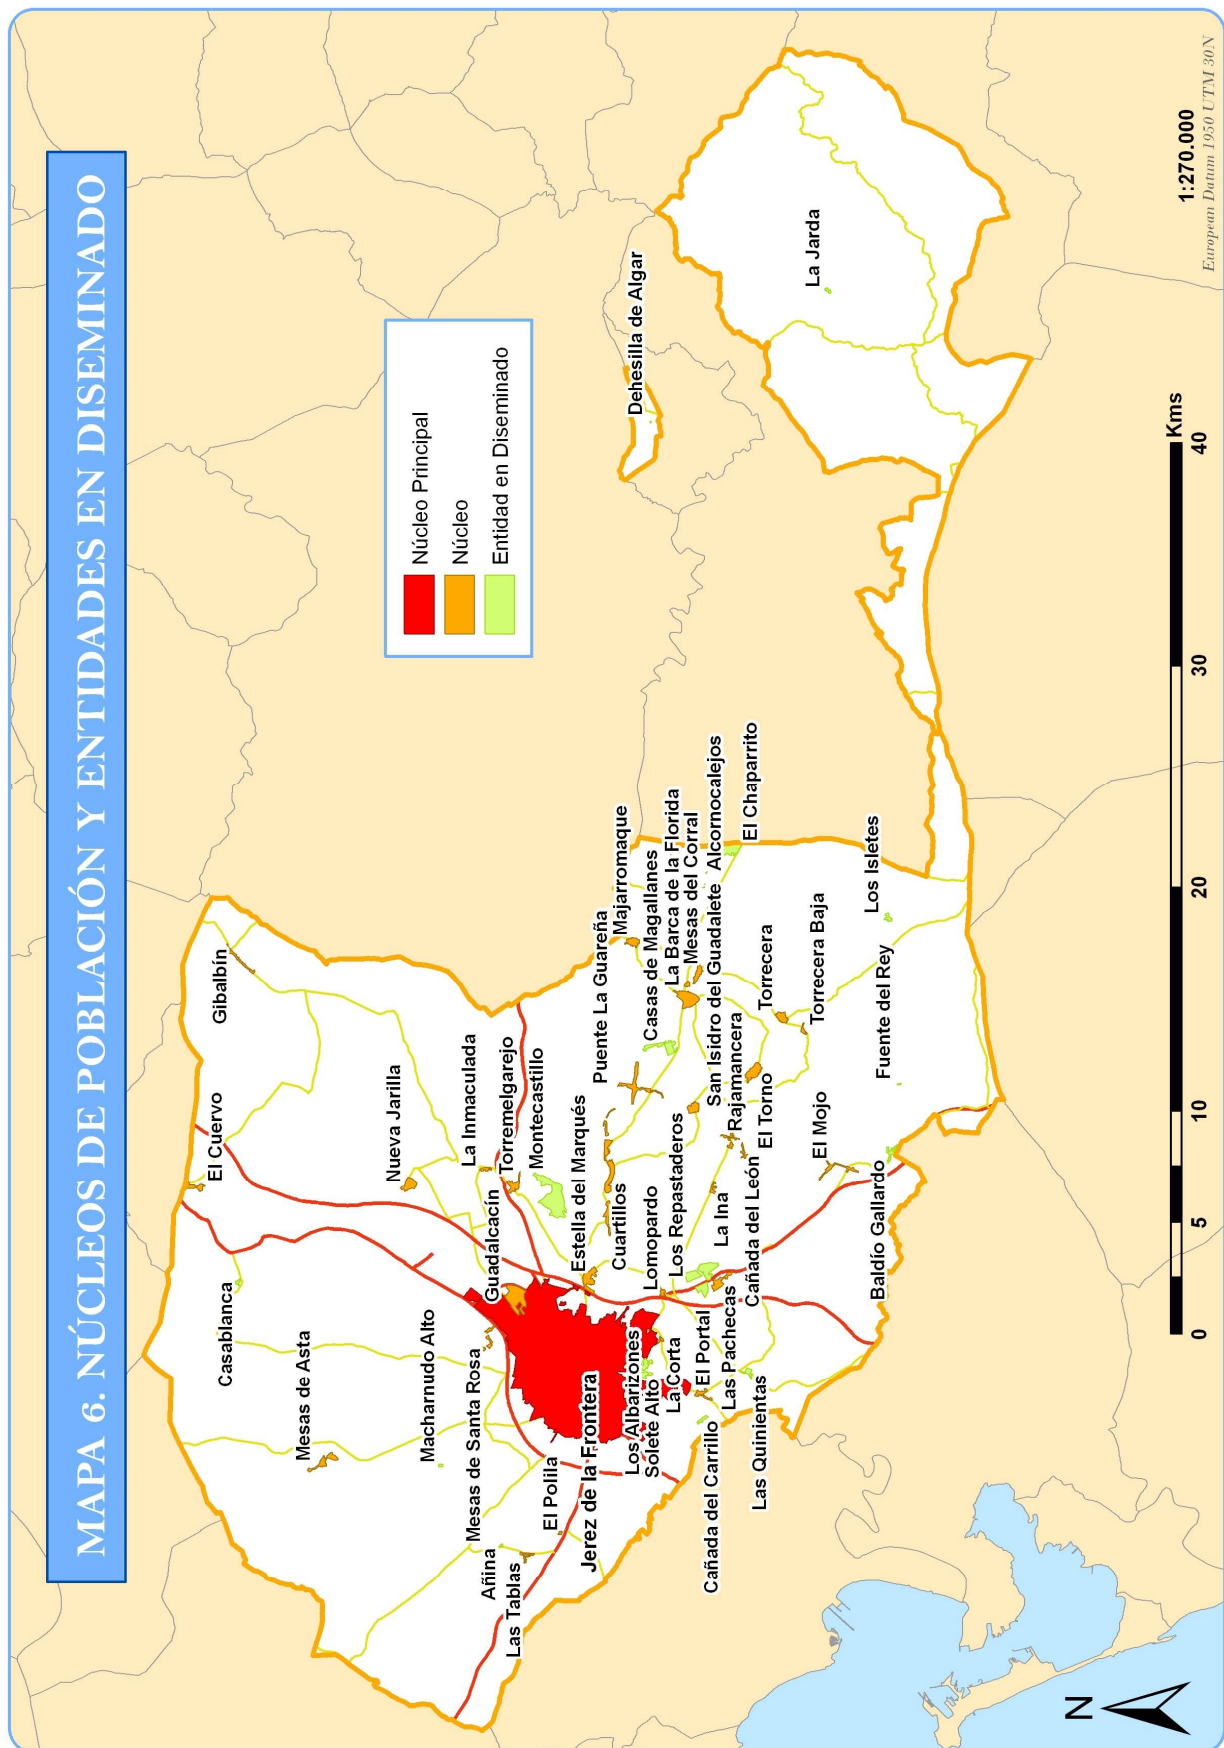 MAPA 6. NÚCLEOS DE POBLACIÓN Y ENTIDADES EN DISEMINADO
Núcleo Principal
Núcleo
Entidad en Diseminado
Gibalbín
El Cuervo
Casablanca
Mesas de Asta
Nueva Jarilla
Macharnudo Alto
La Inmaculada
Torremelgarejo
Guadalcacín
Montecastillo
Mesas de Santa Rosa
Añina
Las Tablas
El Polila
Estella del Marqués
Jerez de la Frontera
Puente La Guareña
Majarromaque
Cuartillos
Dehesilla de Algar
Casas de Magallanes
La Barca de la Florida
Mesas del Corral
Alcornocalejos
El Chaparrito
Lomopardo
Los Albarizones
Solete Alto
Los Repastaderos
La Corta
San Isidro del Guadalete
Rajamancera
El Portal
La Ina
Las Pachecas
Cañada del Carrillo
Cañada del León
El Torno
Torrecera
Torrecera Baja
Las Quinientas
El Mojo
La Jarda
Los Isletes
Fuente del Rey
Baldío Gallardo
N
0
5
10
20
30
40
Kms
1:270.000
European Datum 1950 UTM 30N